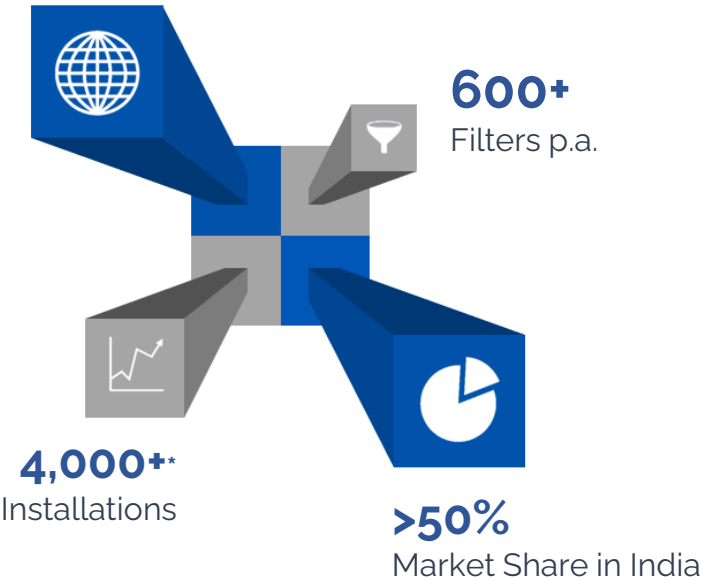 600+
Filters p.a.
4,000+*
Installations
>50%
Market Share in India